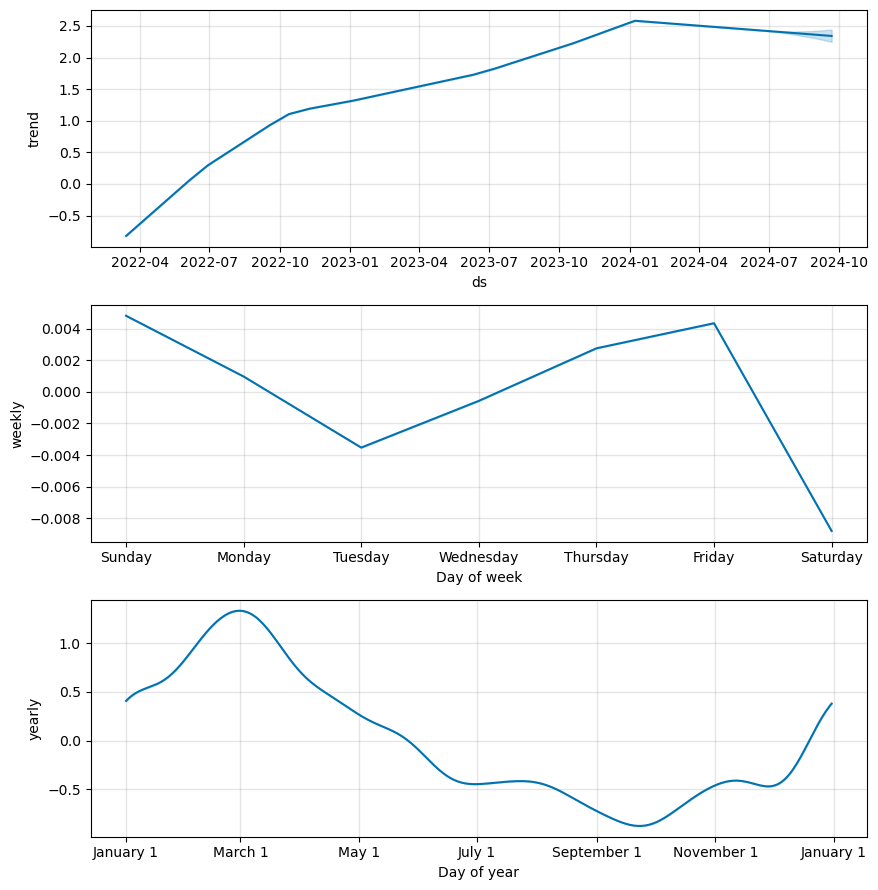 2.5
2.0
1.5
1.0
0.5
0.0
−0.5
trend
2022-04 2022-07 2022-10 2023-01 2023-04 2023-07 2023-10 2024-01 2024-04 2024-07 2024-10
ds
0.004
0.002
0.000
−0.002
−0.004
−0.006
−0.008
weekly
Sunday Monday Tuesday Wednesday Thursday Friday Saturday
Day of week
1.0
0.5
0.0
−0.5
yearly
January 1 March 1 May 1 July 1 September 1 November 1 January 1
Day of year